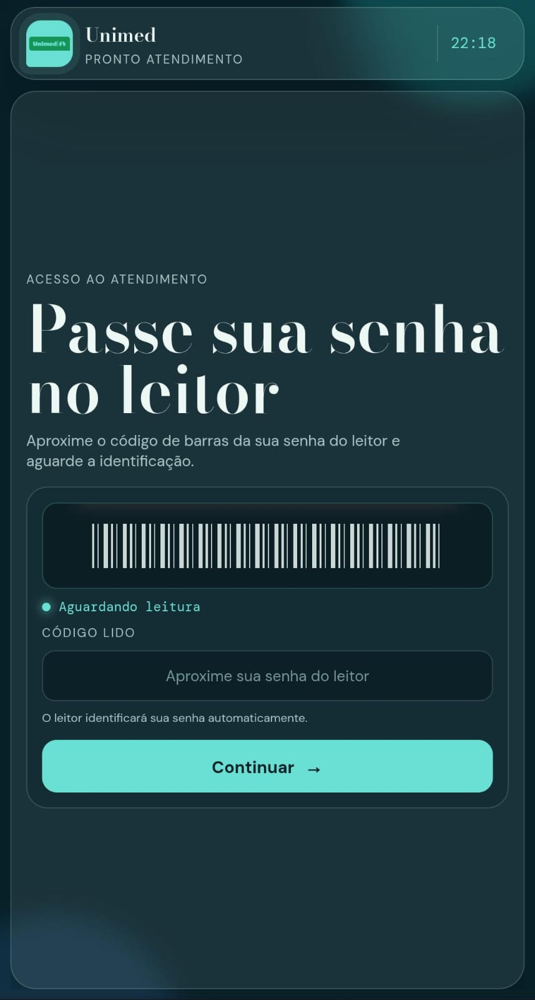 Unimed
Unimed
PRONTO ATENDIMENTO
22:18
ACESSO AO ATENDIMENTO
Passe sua senha
no leitor
Aproxime o código de barras da sua senha do leitor e
aguarde a identificação.
Aguardando leitura
CÓDIGO LIDO
Aproxime sua senha do leitor
O leitor identificará sua senha automaticamente.
Continuar →